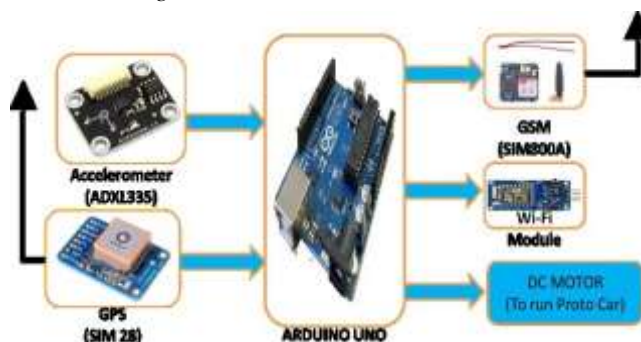 Accelerometer
(ADXL335)
GPS
(SIM 28)
ARDUINO UNO
GSM
(SIM800A)
Wi-Fi
Module
DC MOTOR
(To run Proto Car)